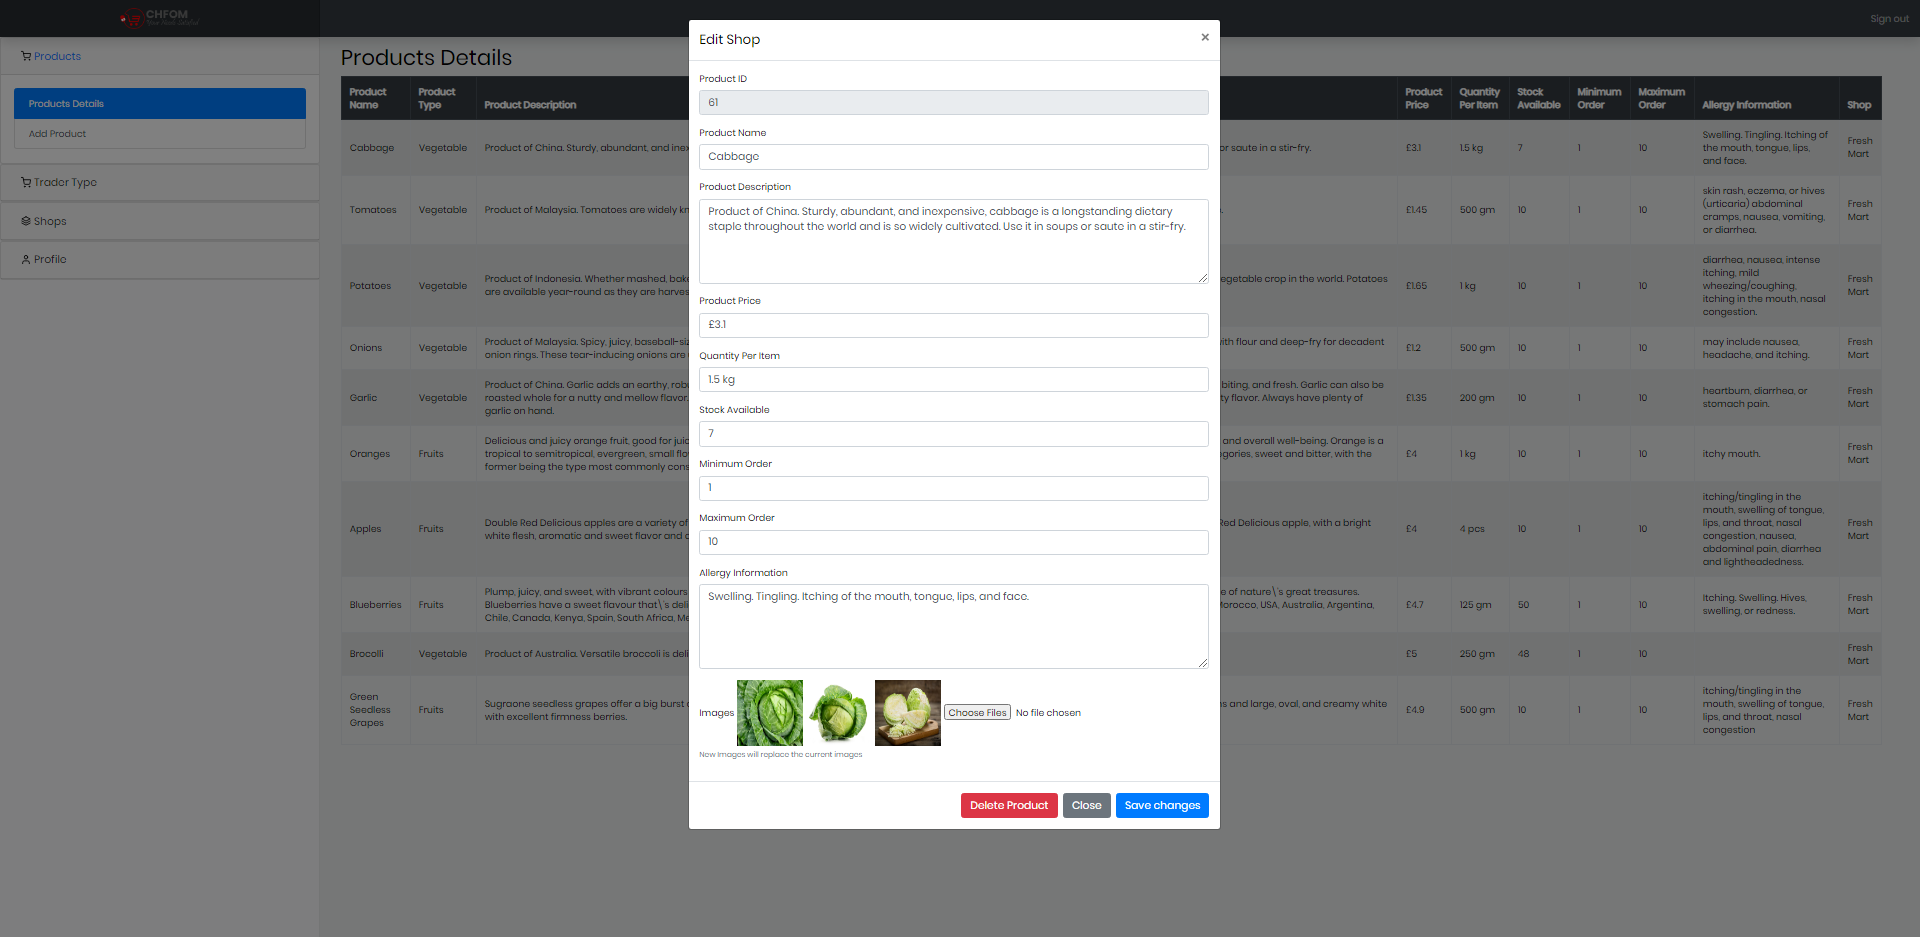 CHFOM
Sign out
Products
Products Details
Add Product
Trader Type
Shops
Profile
Products Details
Product Name
Product Type
Product Description
Product Price
Quantity Per Item
Stock Available
Minimum Order
Maximum Order
Allergy Information
Shop
Cabbage
Vegetable
Product of China. Sturdy, abundant, and inex
or saute in a stir-fry.
£3.1
1.5 kg
7
1
10
Swelling. Tingling. Itching of
the mouth, tongue, lips,
and face.
Fresh
Mart
Tomatoes
Vegetable
Product of Malaysia. Tomatoes are widely kn
£1.45
500 gm
10
1
10
skin rash, eczema, or hives
(urticaria) abdominal
cramps, nausea, vomiting,
or diarrhea.
Fresh
Mart
Potatoes
Vegetable
Product of Indonesia. Whether mashed, bake
are available year-round as they are harves
egetable crop in the world. Potatoes
£1.65
1 kg
10
1
10
diarrhea, nausea, intense
itching, mild
wheezing/coughing,
itching in the mouth, nasal
congestion.
Fresh
Mart
Onions
Vegetable
Product of Malaysia. Spicy, juicy, baseball-siz
onion rings. These tear-inducing onions are
ith flour and deep-fry for decadent
£1.2
500 gm
10
1
10
may include nausea,
headache, and itching.
Fresh
Mart
Garlic
Vegetable
Product of China. Garlic adds an earthy, robu
roasted whole for a nutty and mellow flavor.
garlic on hand.
biting, and fresh. Garlic can also be
ty flavor. Always have plenty of
£1.35
200 gm
10
1
10
heartburn, diarrhea, or
stomach pain.
Fresh
Mart
Oranges
Fruits
Delicious and juicy orange fruit, good for juic
tropical to semitropical, evergreen, small flo
former being the type most commonly cons
and overall well-being. Orange is a
egories, sweet and bitter, with the
£4
1 kg
10
1
10
itchy mouth.
Fresh
Mart
Apples
Fruits
Double Red Delicious apples are a variety of
white flesh, aromatic and sweet flavor and c
Red Delicious apple, with a bright
£4
4 pcs
10
1
10
itching/tingling in the
mouth, swelling of tongue,
lips, and throat, nasal
congestion, nausea,
abdominal pain, diarrhea
and lightheadedness.
Fresh
Mart
Blueberries
Fruits
Plump, juicy, and sweet, with vibrant colours
Blueberries have a sweet flavour that\'s deli
Chile, Canada, Kenya, Spain, South Africa, Me
e of nature\'s great treasures.
Morocco, USA, Australia, Argentina,
£4.7
125 gm
50
1
10
Itching. Swelling, Hives,
swelling, or redness.
Fresh
Mart
Brocolli
Vegetable
Product of Australia. Versatile broccoli is deli
£5
250 gm
48
1
10
Fresh
Mart
Green
Seedless
Grapes
Fruits
Sugraone seedless grapes offer a big burst o
with excellent firmness berries.
s and large, oval, and creamy white
£4.9
500 gm
10
1
10
itching/tingling in the
mouth, swelling of tongue,
lips, and throat, nasal
congestion
Fresh
Mart
Edit Shop
×
Product ID
61
Product Name
Cabbage
Product Description
Product of China. Sturdy, abundant, and inexpensive, cabbage is a longstanding dietary
staple throughout the world and is so widely cultivated. Use it in soups or saute in a stir-fry.
Product Price
£3.1
Quantity Per Item
1.5 kg
Stock Available
7
Minimum Order
1
Maximum Order
10
Allergy Information
Swelling. Tingling. Itching of the mouth, tongue, lips, and face.
Images
Choose Files No file chosen
New Images will replace the current images
Delete Product
Close
Save changes